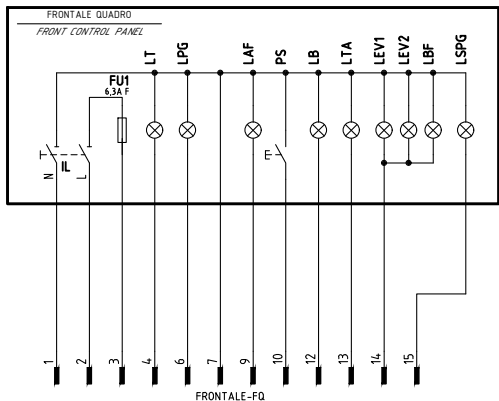 FRONTALE QUADRO
FRONT CONTROL PANEL
LT
LPG
LAF
PS
LB
LTA
LEV1
LEV2
LBF
LSPG
FU1
6,3A F
IL
N
L
1
2
3
4
6
7
9
10
12
13
14
15
FRONTALE-FQ